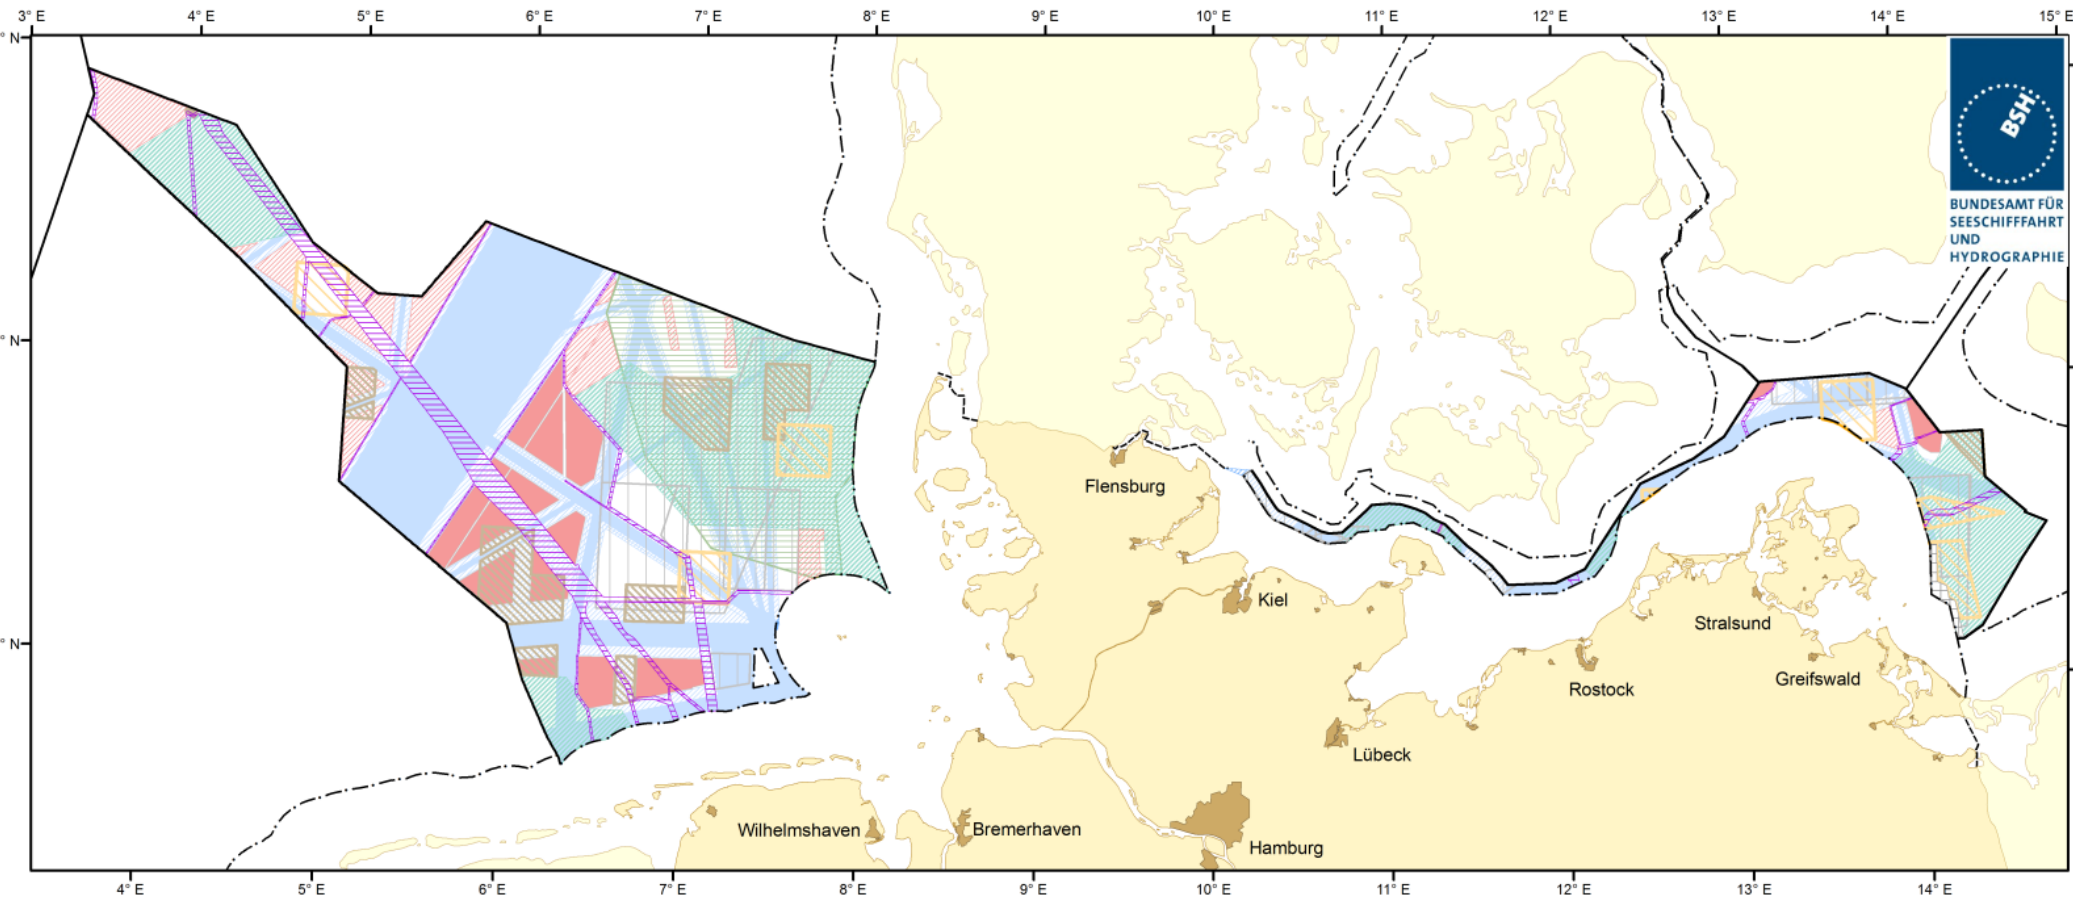 3° E 4° E 5° E 6° E 7° E 8° E 9° E 10° E 11° E 12° E 13° E 14° E 15° E
° N
BSH
BUNDESAMT FÜR
SEESCHIFFFAHRT
UND
HYDROGRAPHIE
° N
Flensburg
Kiel
Stralsund
° N
Greifswald
Rostock
Lübeck
Wilhelmshaven
Bremerhaven
Hamburg
4° E 5° E 6° E 7° E 8° E 9° E 10° E 11° E 12° E 13° E 14° E